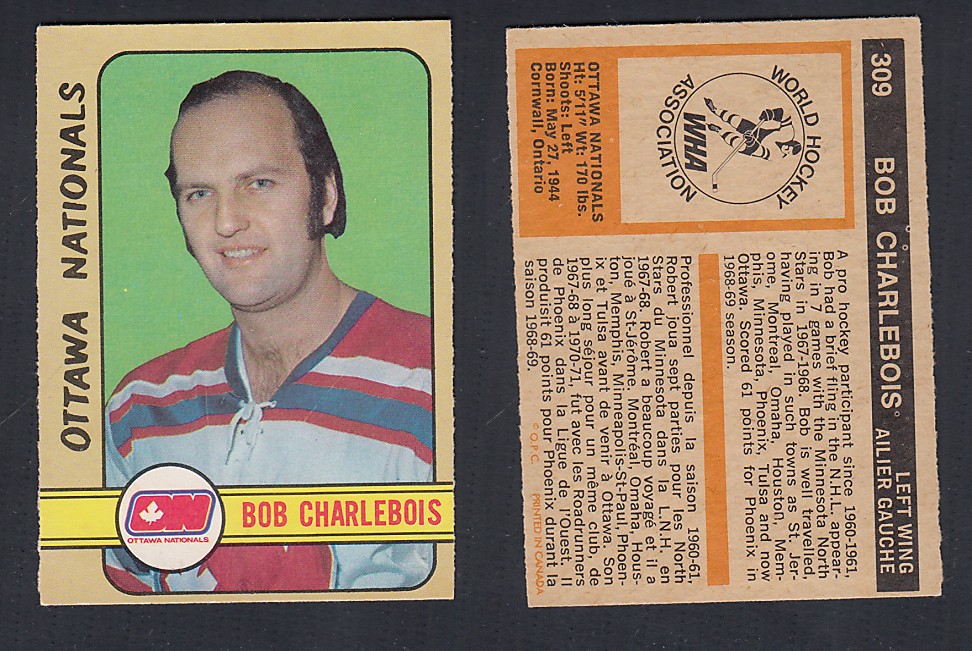 OTTAWA NATIONALS
ON
OTTAWA NATIONALS
BOB CHARLEBOIS
309 BOB CHARLEBOIS LEFT WING
AILIER GAUCHE
WORLD HOCKEY
ASSOCIATION
WHA
OTTAWA NATIONALS
Ht: 5'11" Wt: 170 lbs.
Shoots: Left
Born: May 27, 1944
Cornwall, Ontario
A pro hockey participant since 1960-1961,
Bob had a brief filing in the N.H.L. appear-
ing in 7 games with the Minnesota North
Stars in 1967-1968. Bob is well travelled,
having played in such towns as St. Jer-
ome, Montreal, Omaha, Houston, Mem-
phis, Minnesota, Phoenix, Tulsa and now
Ottawa. Scored 61 points for Phoenix in
1968-69 season.
Professionnel depuis la saison 1960-61,
Robert joua sept parties pour les North
Stars du Minnesota dans la L.N.H. en
1967-68. Robert a beaucoup voyagé et il a
joué à St-Jérôme, Montréal, Omaha, Hous-
ton, Memphis, Minneapolis-St-Paul, Phoen-
ix et Tulsa avant de venir à Ottawa. Son
plus long séjour pour un même club, de
1967-68 à 1970-71, fut avec les Roadrunners
de Phoenix dans la Ligue de l'Ouest. Il
produisit 61 points pour Phoenix durant la
saison 1968-69.
© O.P.C. PRINTED IN CANADA